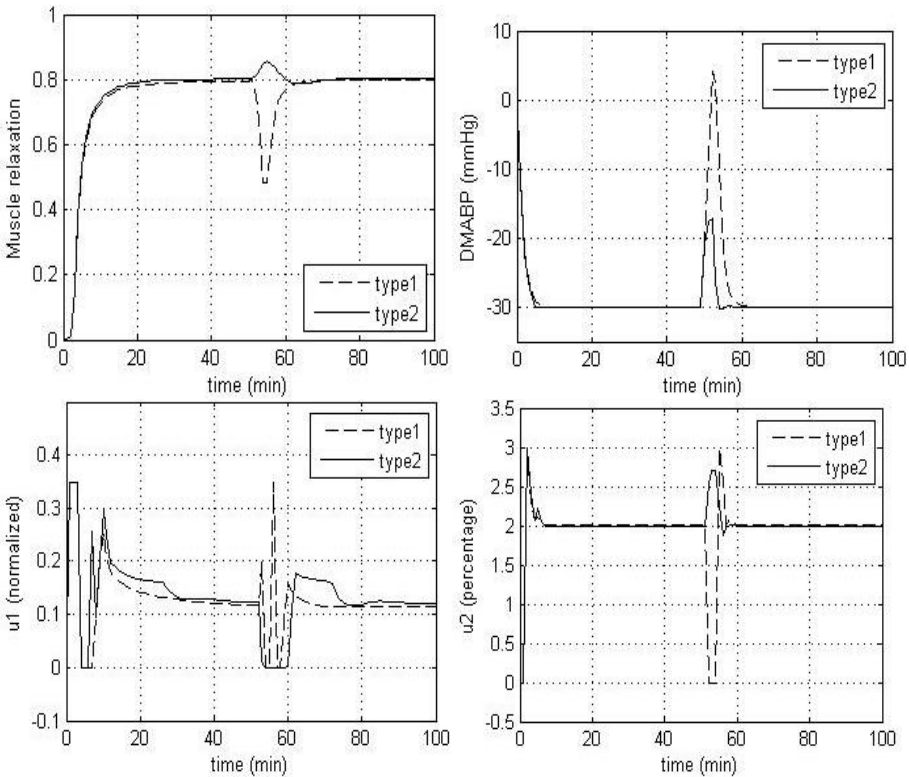 1
0.8
0.6
0.4
0.2
0
Muscle relaxation
0 20 40 60 80 100
time (min)
type1
type2
10
0
-10
-20
-30
DMABP (mmHg)
0 20 40 60 80 100
time (min)
type1
type2
0.4
0.3
0.2
0.1
0
-0.1
u1 (normalized)
0 20 40 60 80 100
time (min)
type1
type2
3.5
3
2.5
2
1.5
1
0.5
0
-0.5
u2 (percentage)
0 20 40 60 80 100
time (min)
type1
type2